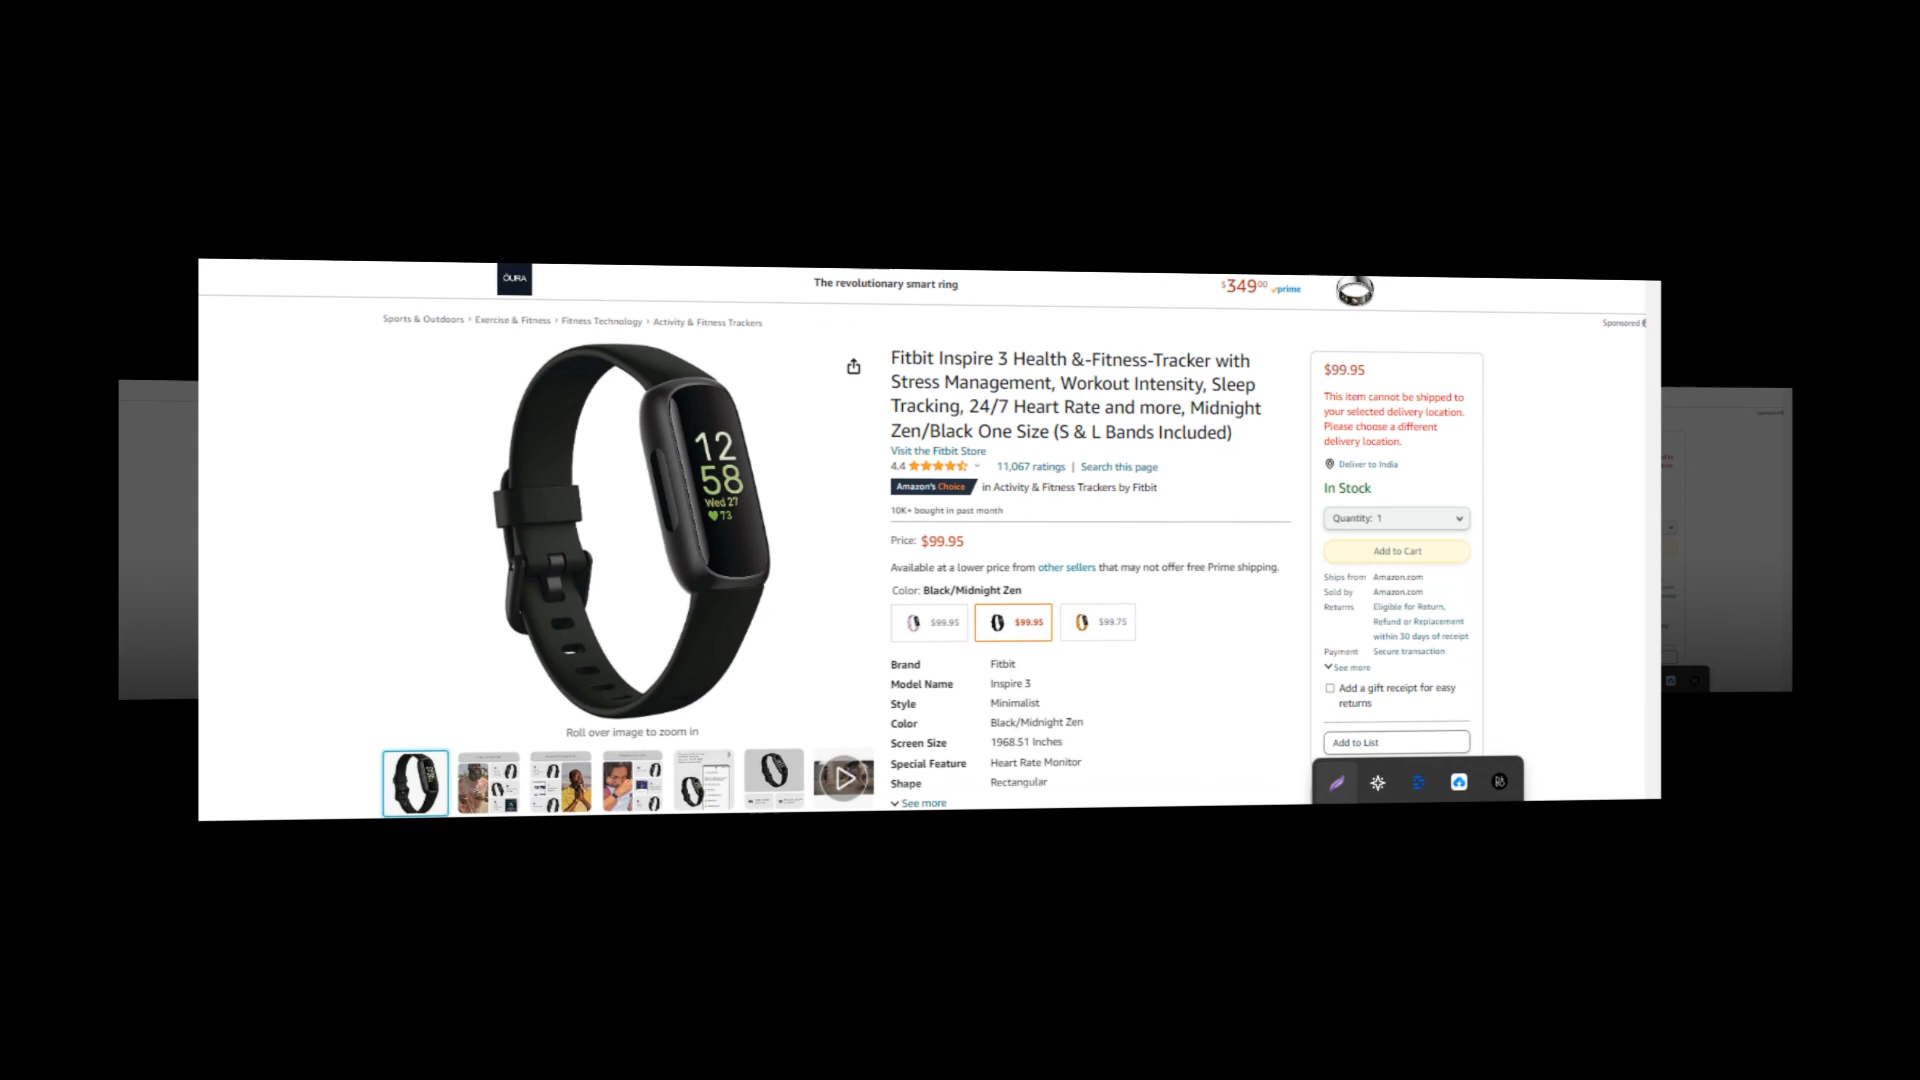 ŌURA
The revolutionary smart ring
$34900 prime
Sports & Outdoors › Exercise & Fitness › Fitness Technology › Activity & Fitness Trackers
Sponsored
12
58
Wed 27
73
Roll over image to zoom in
Fitbit Inspire 3 Health &-Fitness-Tracker with
Stress Management, Workout Intensity, Sleep
Tracking, 24/7 Heart Rate and more, Midnight
Zen/Black One Size (S & L Bands Included)
Visit the Fitbit Store
4.4 11,067 ratings | Search this page
Amazon's Choice in Activity & Fitness Trackers by Fitbit
10K+ bought in past month
Price: $99.95
Available at a lower price from other sellers that may not offer free Prime shipping.
Color: Black/Midnight Zen
$99.95 $99.95 $99.75
Brand Fitbit
Model Name Inspire 3
Style Minimalist
Color Black/Midnight Zen
Screen Size 1968.51 Inches
Special Feature Heart Rate Monitor
Shape Rectangular
See more
$99.95
This item cannot be shipped to
your selected delivery location.
Please choose a different
delivery location.
Deliver to India
In Stock
Quantity: 1
Add to Cart
Ships from Amazon.com
Sold by Amazon.com
Returns Eligible for Return,
Refund or Replacement
within 30 days of receipt
Payment Secure transaction
See more
Add a gift receipt for easy
returns
Add to List